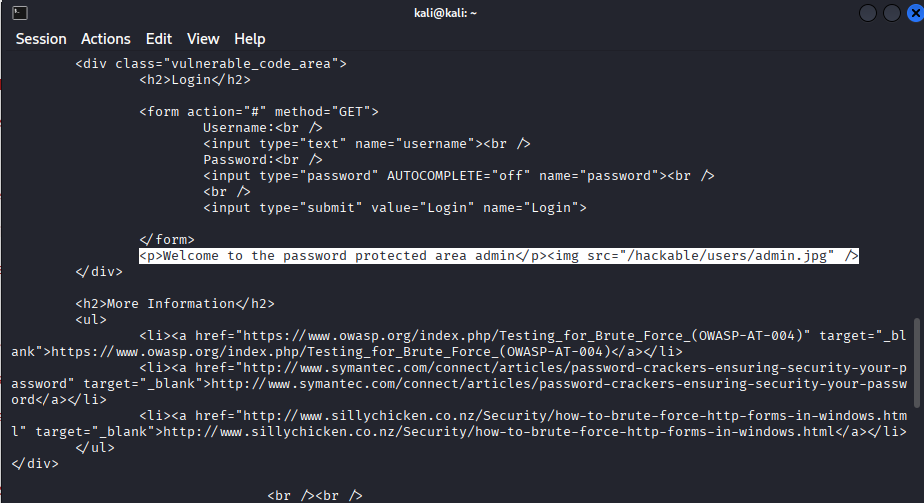 kali@kali: ~
Session Actions Edit View Help
<div class="vulnerable_code_area">
<h2>Login</h2>
<form action="#" method="GET">
Username:<br />
<input type="text" name="username"><br />
Password:<br />
<input type="password" AUTOCOMPLETE="off" name="password"><br />
<br />
<input type="submit" value="Login" name="Login">
</form>
<p>Welcome to the password protected area admin</p><img src="/hackable/users/admin.jpg" />
</div>
<h2>More Information</h2>
<ul>
<li><a href="https://www.owasp.org/index.php/Testing_for_Brute_Force_(OWASP-AT-004)" target="_bl
ank">https://www.owasp.org/index.php/Testing_for_Brute_Force_(OWASP-AT-004)</a></li>
<li><a href="http://www.symantec.com/connect/articles/password-crackers-ensuring-security-your-p
assword" target="_blank">http://www.symantec.com/connect/articles/password-crackers-ensuring-security-your-passw
ord</a></li>
<li><a href="http://www.sillychicken.co.nz/Security/how-to-brute-force-http-forms-in-windows.htm
l" target="_blank">http://www.sillychicken.co.nz/Security/how-to-brute-force-http-forms-in-windows.html</a></li>
</ul>
</div>
<br /><br />